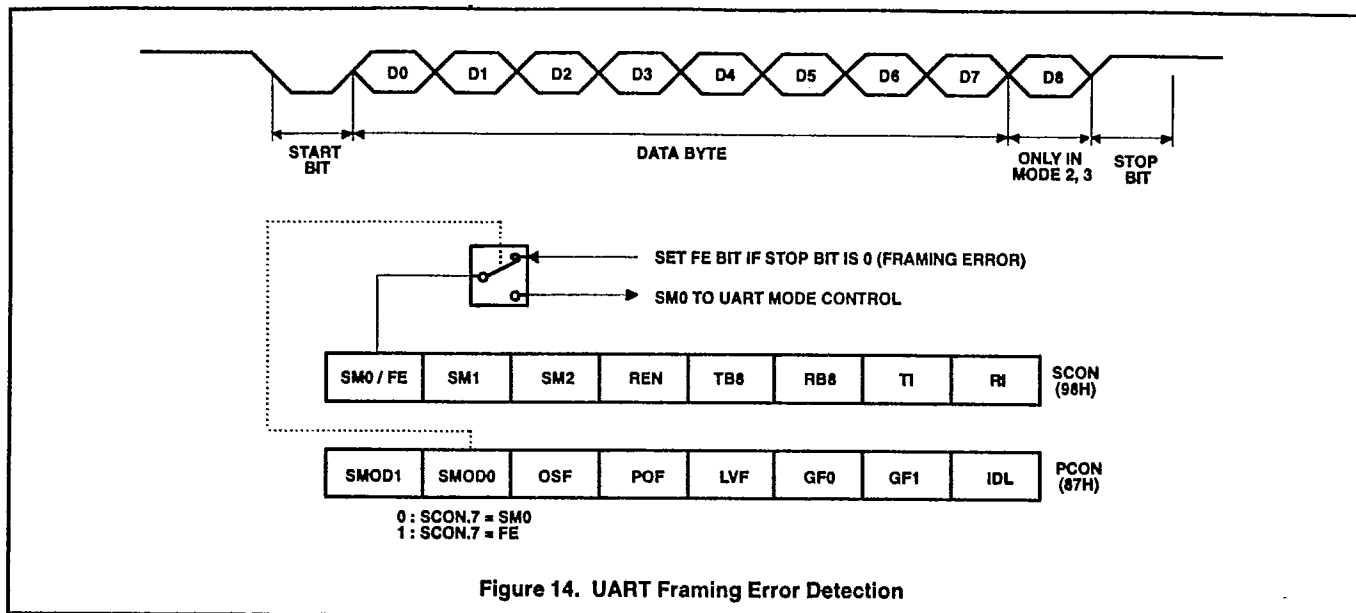 D0 D1 D2 D3 D4 D5 D6 D7 D8
START
BIT
DATA BYTE
ONLY IN
MODE 2, 3
STOP
BIT
SET FE BIT IF STOP BIT IS 0 (FRAMING ERROR)
SM0 TO UART MODE CONTROL
SM0 / FE SM1 SM2 REN TB8 RB8 TI RI
SCON
(98H)
SMOD1 SMOD0 OSF POF LVF GF0 GF1 IDL
PCON
(87H)
0 : SCON.7 = SM0
1 : SCON.7 = FE
Figure 14. UART Framing Error Detection